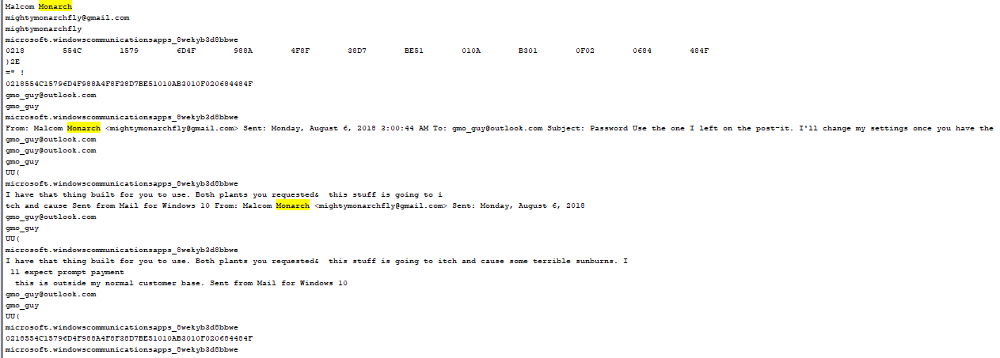 Malcom Monarch
mightymonarchfly@gmail.com
mightymonarchfly
microsoft.windowscommunicationsapps_8wekyb3d8bbwe
0218 554C 1579 6D4F 988A 4F8F 38D7 BE51 010A B301 0F02 0684 484F
)2E
=" !
0218554C15796D4F988A4F8F38D7BE51010AB3010F020684484F
gmo_guy@outlook.com
gmo_guy
microsoft.windowscommunicationsapps_8wekyb3d8bbwe
From: Malcom Monarch <mightymonarchfly@gmail.com> Sent: Monday, August 6, 2018 3:00:44 AM To: gmo_guy@outlook.com Subject: Password Use the one I left on the post-it. I'll change my settings once you have the
gmo_guy@outlook.com
gmo_guy@outlook.com
gmo_guy
UU(
microsoft.windowscommunicationsapps_8wekyb3d8bbwe
I have that thing built for you to use. Both plants you requested&  this stuff is going to i
tch and cause Sent from Mail for Windows 10 From: Malcom Monarch <mightymonarchfly@gmail.com> Sent: Monday, August 6, 2018
gmo_guy@outlook.com
gmo_guy
UU(
microsoft.windowscommunicationsapps_8wekyb3d8bbwe
I have that thing built for you to use. Both plants you requested&  this stuff is going to itch and cause some terrible sunburns. I
ll expect prompt payment
this is outside my normal customer base. Sent from Mail for Windows 10
gmo_guy@outlook.com
gmo_guy
UU(
microsoft.windowscommunicationsapps_8wekyb3d8bbwe
0218554C15796D4F988A4F8F38D7BE51010AB3010F020684484F
microsoft.windowscommunicationsapps_8wekyb3d8bbwe